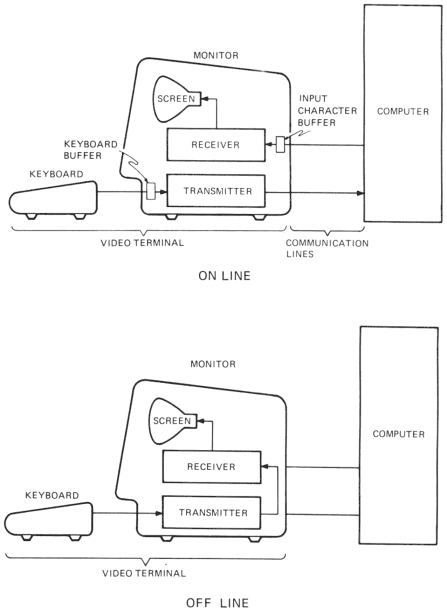 MONITOR
SCREEN
INPUT
CHARACTER
BUFFER
COMPUTER
KEYBOARD
BUFFER
RECEIVER
KEYBOARD
TRANSMITTER
VIDEO TERMINAL
COMMUNICATION
LINES
ON LINE
MONITOR
SCREEN
COMPUTER
RECEIVER
KEYBOARD
TRANSMITTER
VIDEO TERMINAL
OFF LINE